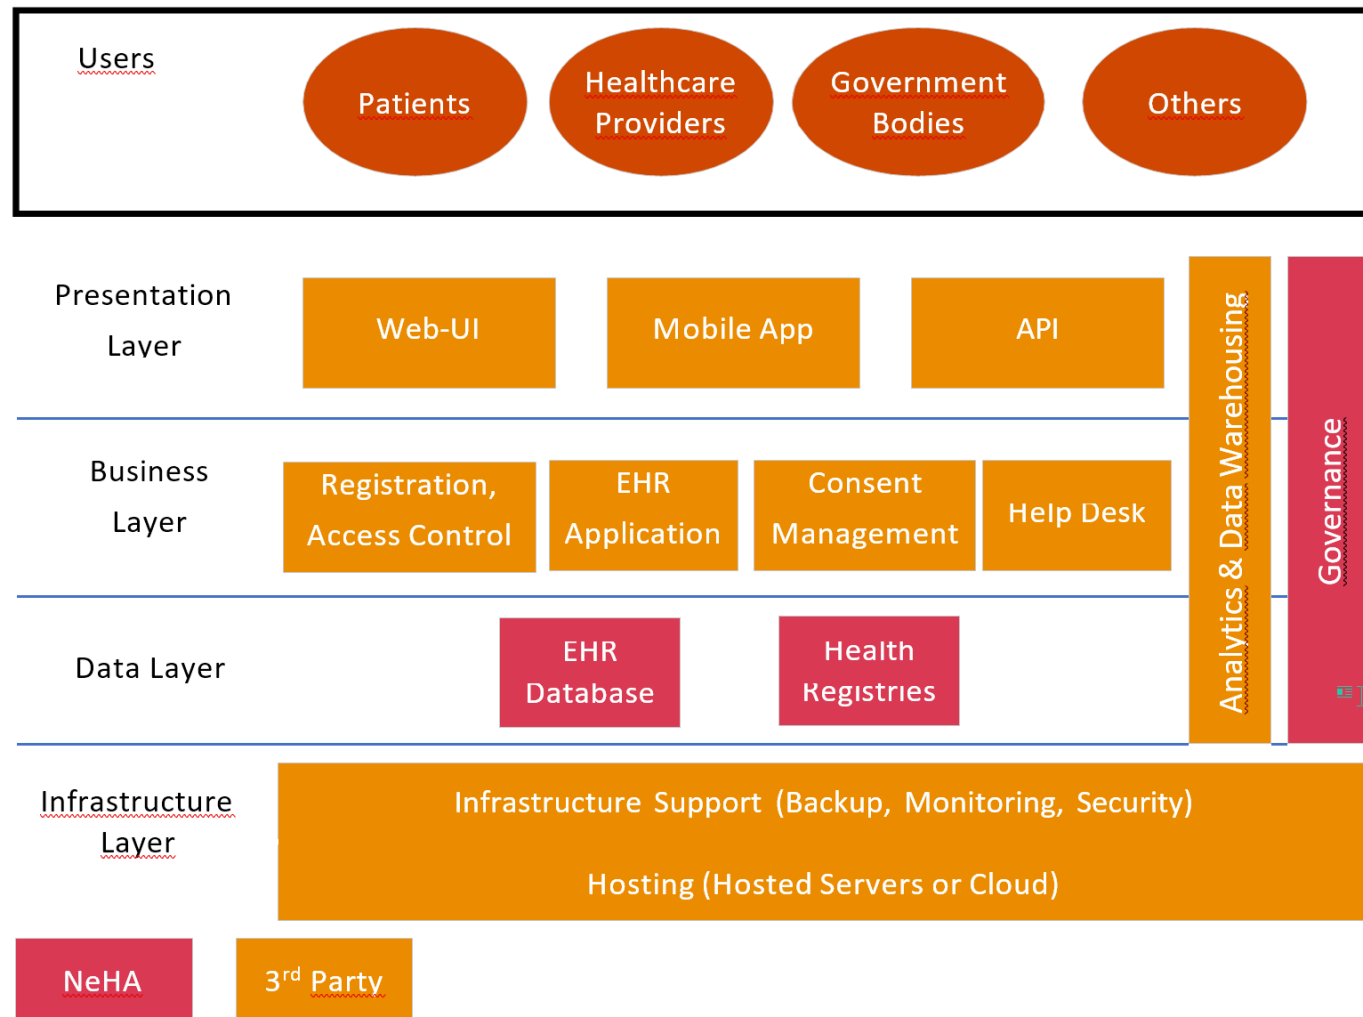 Users
Patients
Healthcare
Providers
Government
Bodies
Others
Presentation
Layer
Web-UI
Mobile App
API
Analytics & Data Warehousing
Governance
Business
Layer
Registration,
Access Control
EHR
Application
Consent
Management
Help Desk
Data Layer
EHR
Database
Health
Registries
Infrastructure
Layer
Infrastructure Support (Backup, Monitoring, Security)
Hosting (Hosted Servers or Cloud)
NeHA
3rd Party